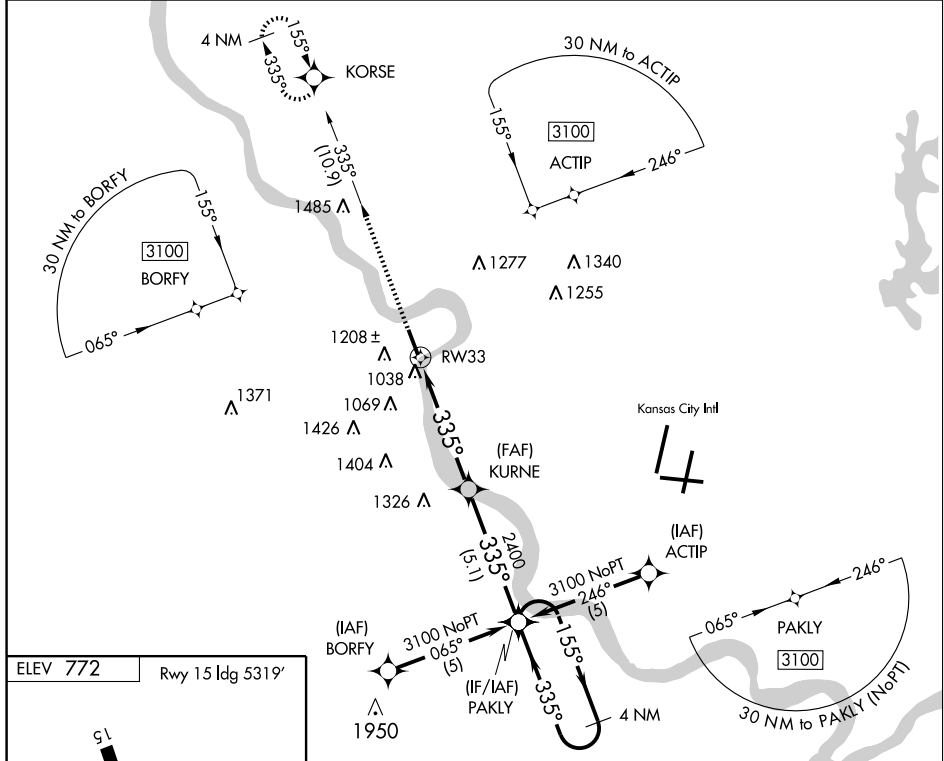 4 NM
155°
335°
KORSE
335°
(10.9)
30 NM to ACTIP
155°
3100
ACTIP
246°
30 NM to BORFY
155°
3100
BORFY
065°
1485
1277
1340
1255
1208 ±
RW33
1038
1371
1069
1426
1404
1326
335°
Kansas City Intl
(FAF)
KURNE
2400
335°
(5.1)
(IAF)
ACTIP
3100 NoPT
246°
(5)
3100 NoPT
065°
(5)
(IAF)
BORFY
(IF/IAF)
PAKLY
155°
335°
4 NM
1950
065°
246°
PAKLY
3100
30 NM to PAKLY (NoPT)
ELEV 772
Rwy 15 ldg 5319'
15